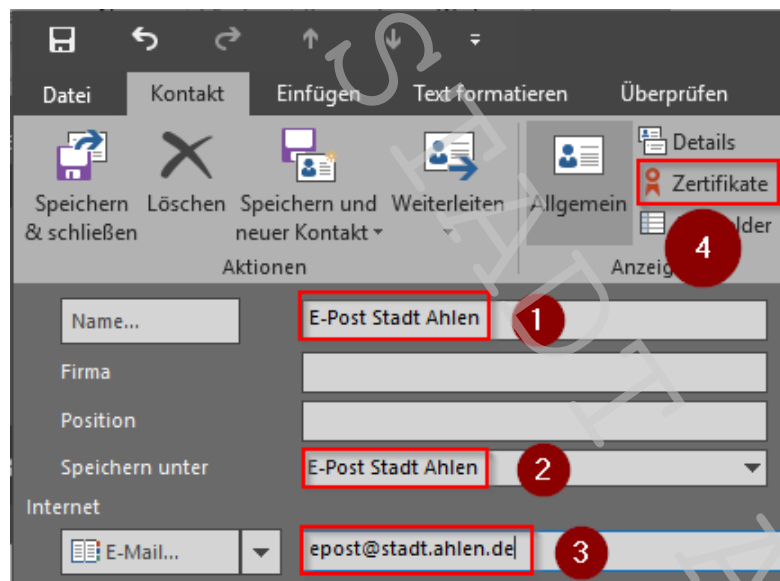 Datei Kontakt Einfügen Text formatieren Überprüfen
Speichern & schließen
Löschen
Speichern und neuer Kontakt
Weiterleiten
Allgemein
Details
Zertifikate
4
Aktionen
Name...
E-Post Stadt Ahlen
1
Firma
Position
Speichern unter
E-Post Stadt Ahlen
2
Internet
E-Mail...
epost@stadt.ahlen.de
3
STADT